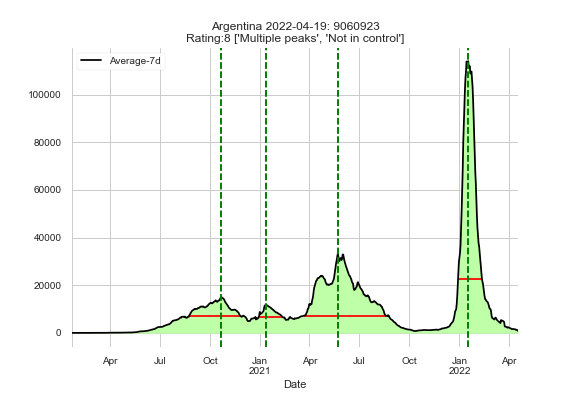 Argentina 2022-04-19: 9060923
Rating:8 ['Multiple peaks', 'Not in control']
Average-7d
100000
80000
60000
40000
20000
0
Apr Jul Oct Jan Apr Jul Oct Jan Apr
2021 2022
Date